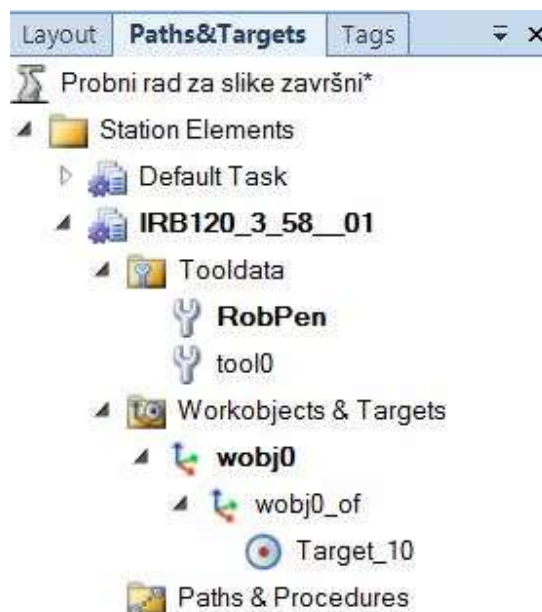 Layout Paths&Targets Tags
Probni rad za slike završni*
Station Elements
Default Task
IRB120_3_58__01
Tooldata
RobPen
tool0
Workobjects & Targets
wobj0
wobj0_of
Target_10
Paths & Procedures